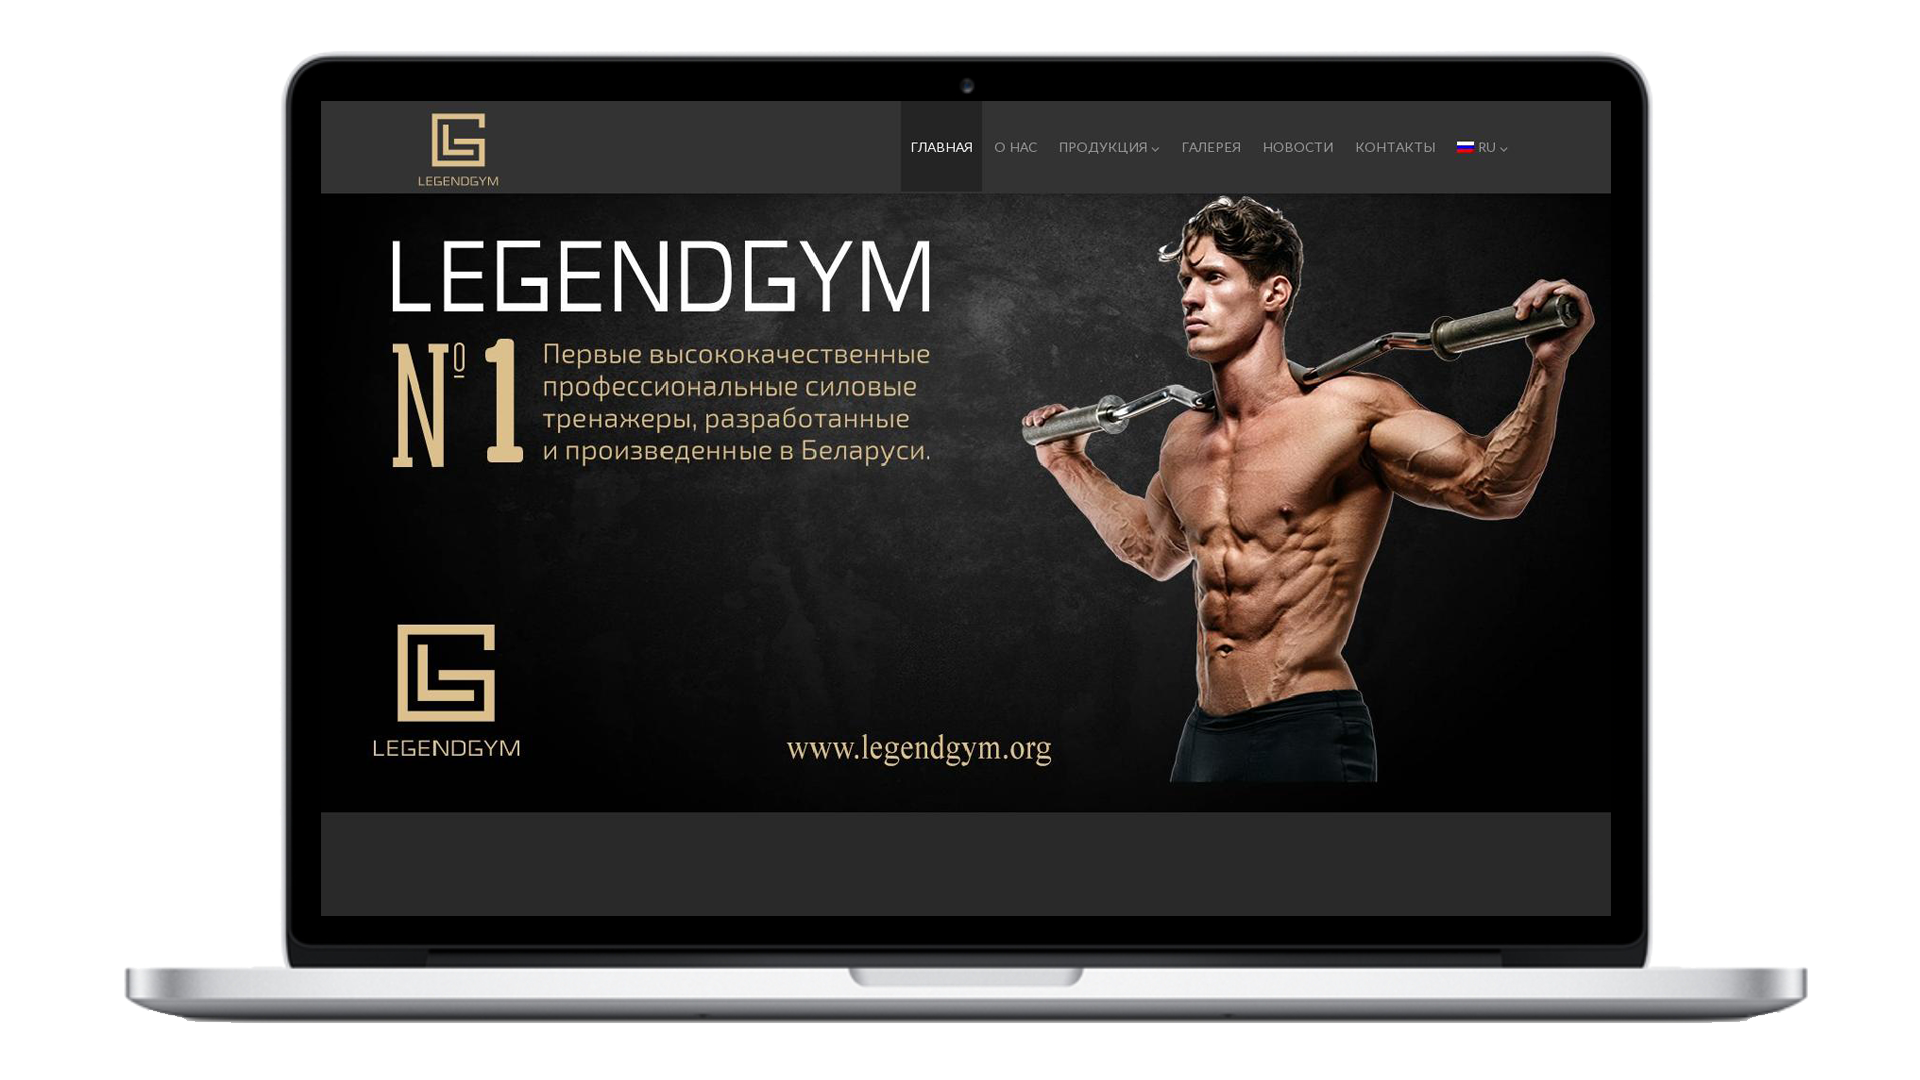 LEGENDGYM
ГЛАВНАЯ О НАС ПРОДУКЦИЯ ГАЛЕРЕЯ НОВОСТИ КОНТАКТЫ RU
LEGENDGYM
№1
Первые высококачественные
профессиональные силовые
тренажеры, разработанные
и произведенные в Беларуси.
LEGENDGYM
www.legendgym.org